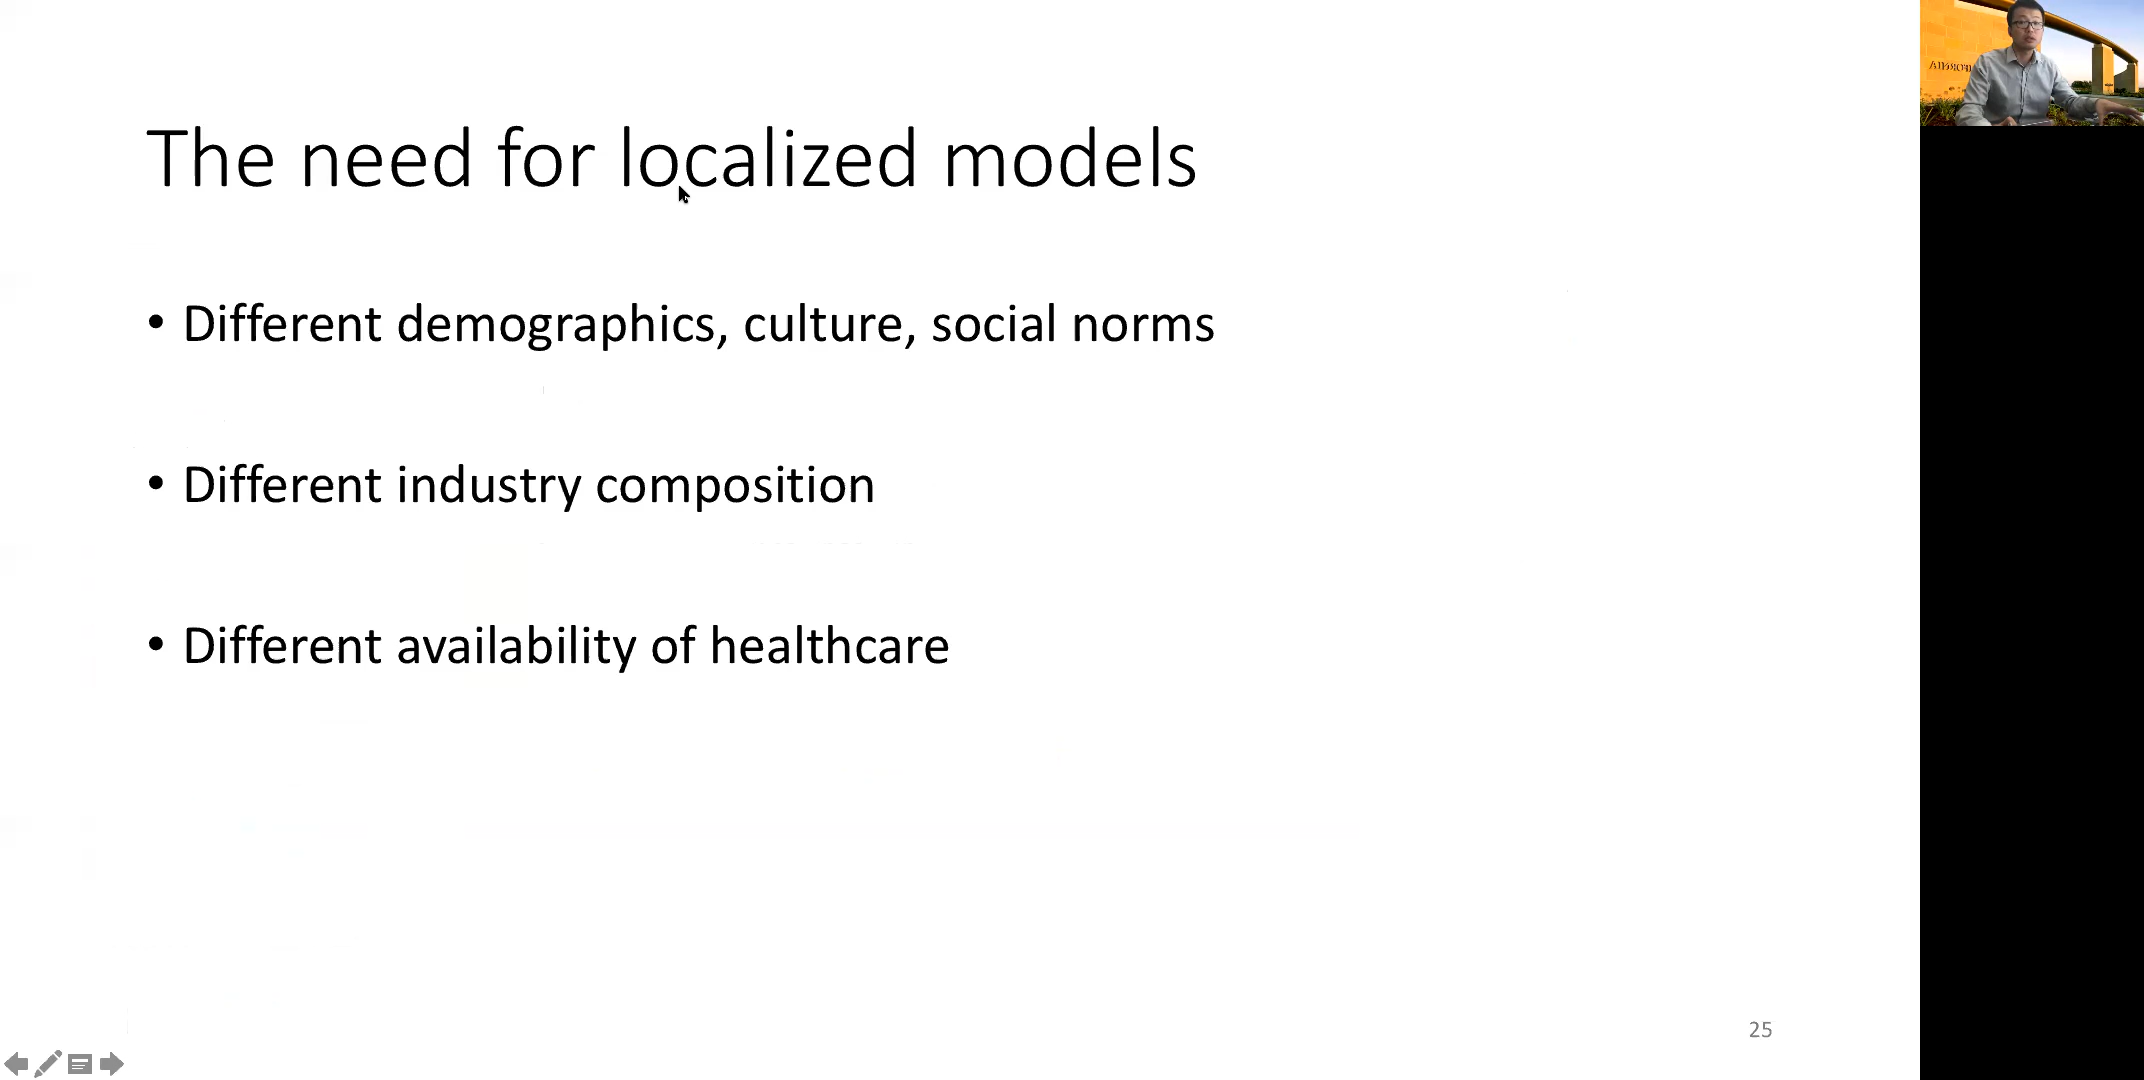 The need for localized models
• Different demographics, culture, social norms
• Different industry composition
• Different availability of healthcare
25